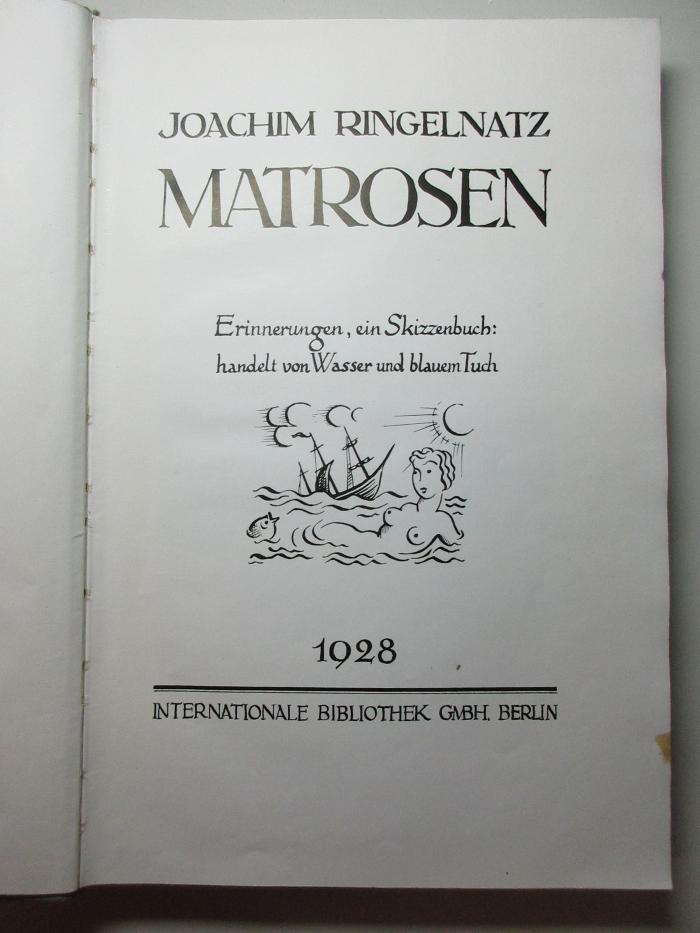 JOACHIM RINGELNATZ
MATROSEN
Erinnerungen, ein Skizzenbuch:
handelt von Wasser und blauem Tuch
1928
INTERNATIONALE BIBLIOTHEK GMBH. BERLIN